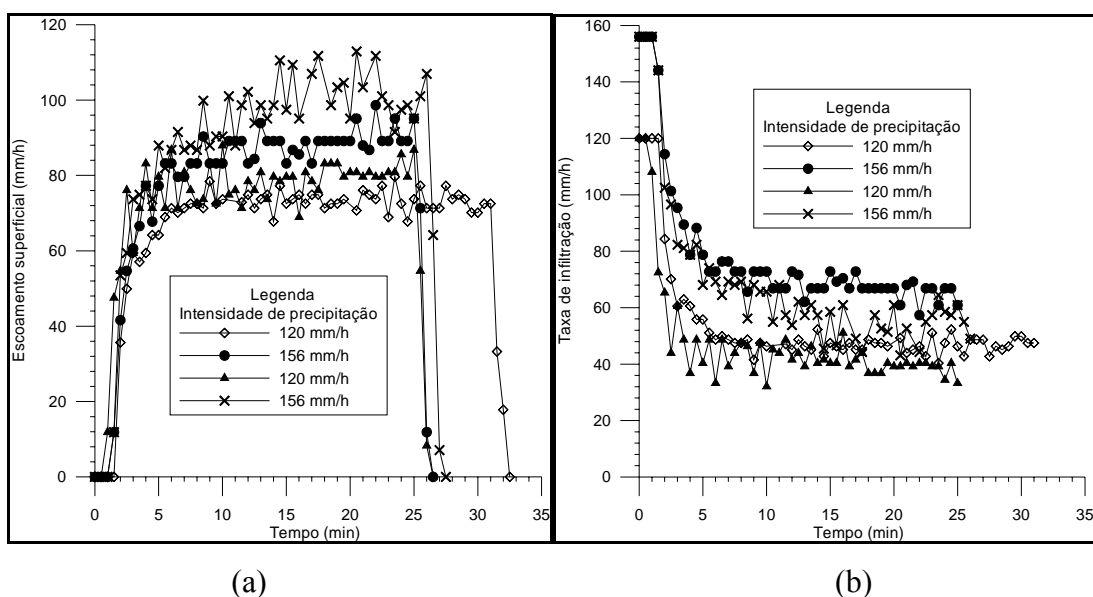 120
100
80
60
40
20
0
Escoamento superficial (mm/h)
Legenda
Intensidade de precipitação
120 mm/h
156 mm/h
120 mm/h
156 mm/h
0 5 10 15 20 25 30 35
Tempo (min)
160
140
120
100
80
60
40
20
0
Taxa de infiltração (mm/h)
Legenda
Intensidade de precipitação
120 mm/h
156 mm/h
120 mm/h
156 mm/h
0 5 10 15 20 25 30 35
Tempo (min)
(a) (b)